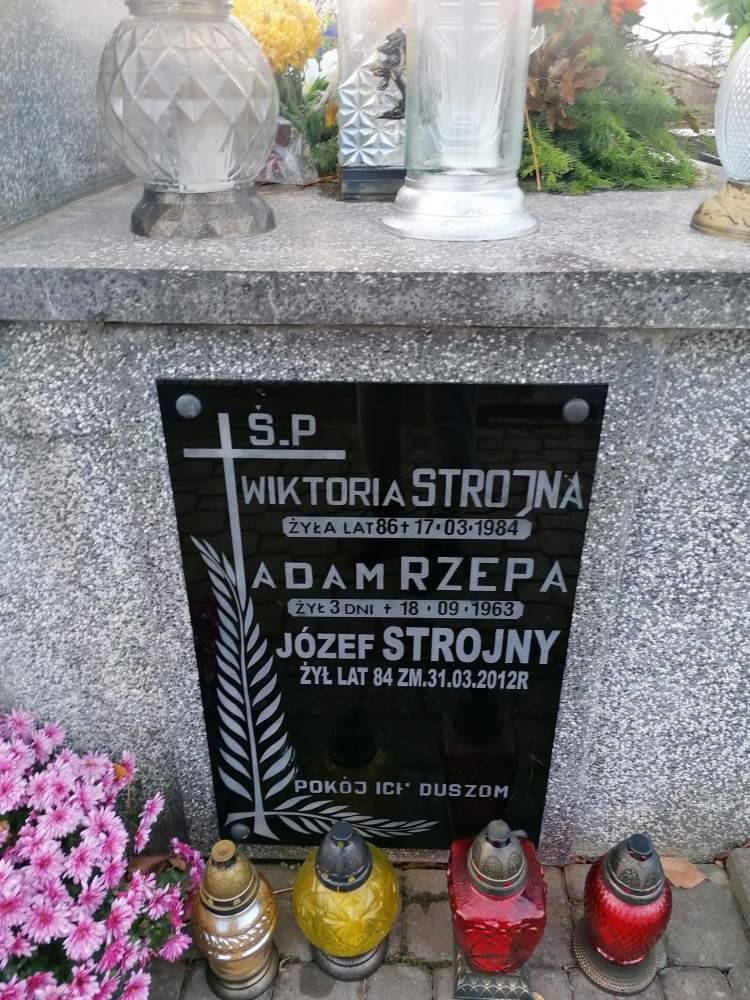 Ś.P
WIKTORIA STROJNA
ŻYŁA LAT 86 + 17·03·1984
ADAM RZEPA
ŻYŁ 3 DNI + 18·09·1963
JÓZEF STROJNY
ŻYŁ LAT 84 ZM.31.03.2012R
POKÓJ ICH DUSZOM